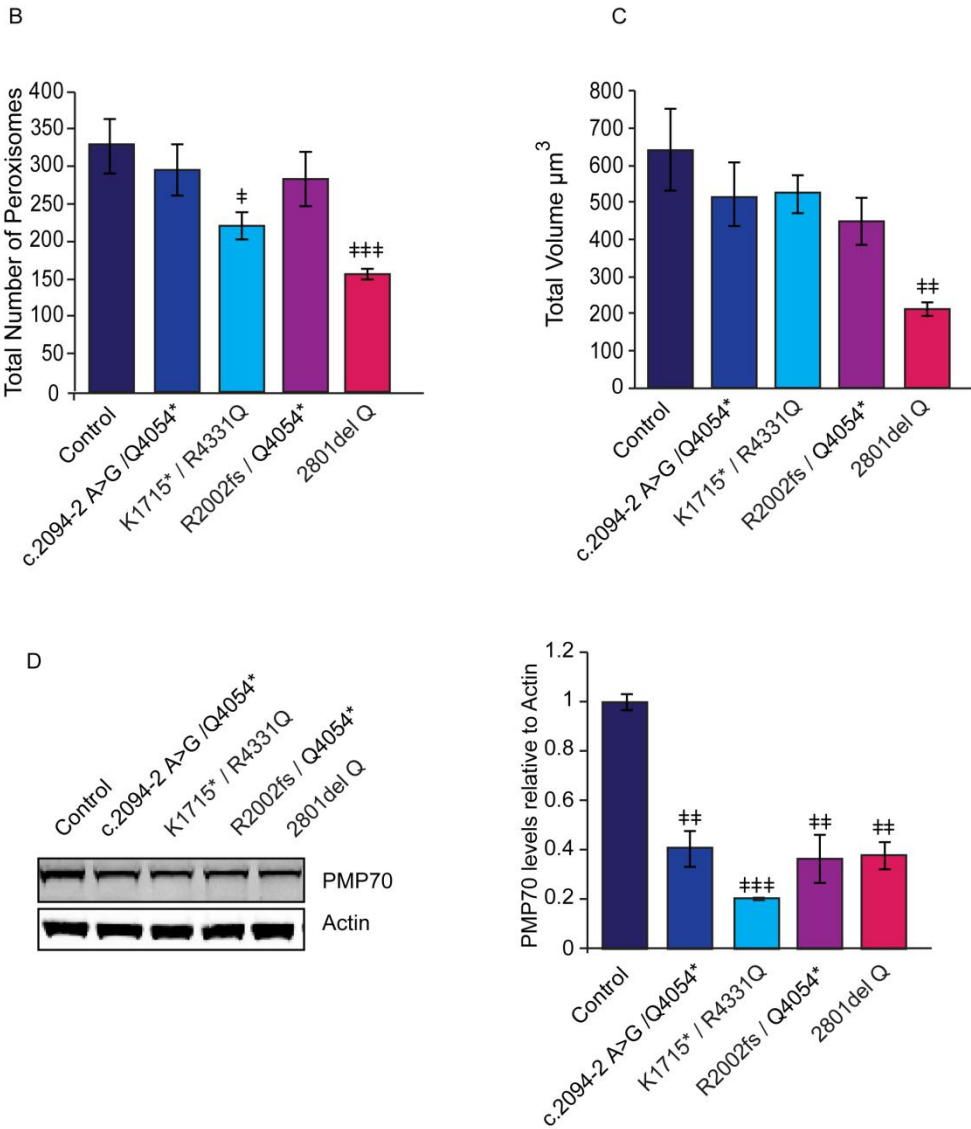 B
Total Number of Peroxisomes
400
350
300
250
200
150
100
50
0
ǂ
ǂǂǂ
Control
c.2094-2 A>G /Q4054*
K1715* / R4331Q
R2002fs / Q4054*
2801del Q
C
Total Volume µm³
800
700
600
500
400
300
200
100
0
ǂǂ
Control
c.2094-2 A>G /Q4054*
K1715* / R4331Q
R2002fs / Q4054*
2801del Q
D
Control
c.2094-2 A>G /Q4054*
K1715* / R4331Q
R2002fs / Q4054*
2801del Q
PMP70
Actin
PMP70 levels relative to Actin
1.2
1
0.8
0.6
0.4
0.2
0
ǂǂ
ǂǂǂ
ǂǂ
ǂǂ
Control
c.2094-2 A>G /Q4054*
K1715* / R4331Q
R2002fs / Q4054*
2801del Q